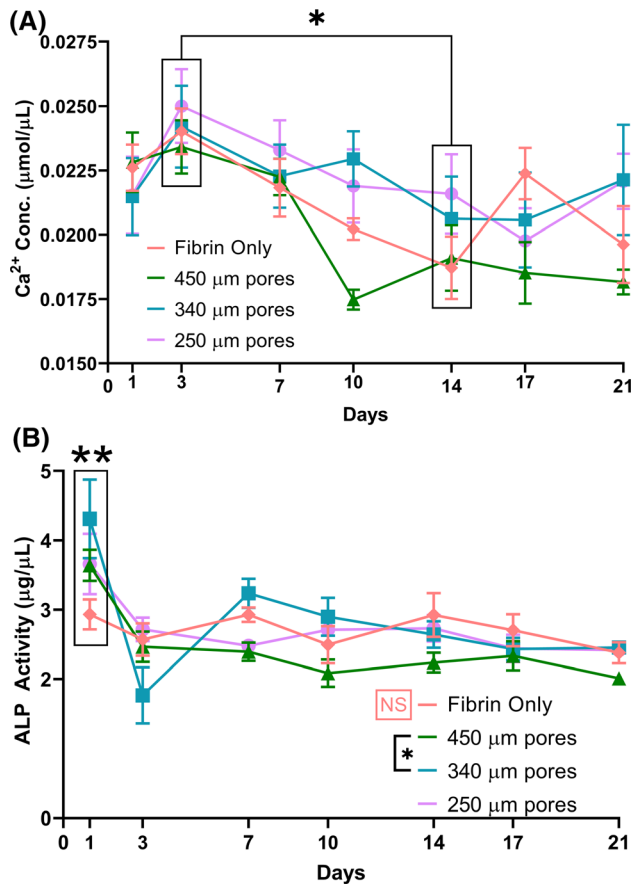 (A)
*
0.0275
0.0250
0.0225
0.0200
0.0175
0.0150
Ca²⁺ Conc. (μmol/μL)
Fibrin Only
450 μm pores
340 μm pores
250 μm pores
0 1 3 7 10 14 17 21
Days
(B)
**
5
4
3
2
0
ALP Activity (μg/μL)
NS Fibrin Only
450 μm pores
*
340 μm pores
250 μm pores
0 1 3 7 10 14 17 21
Days